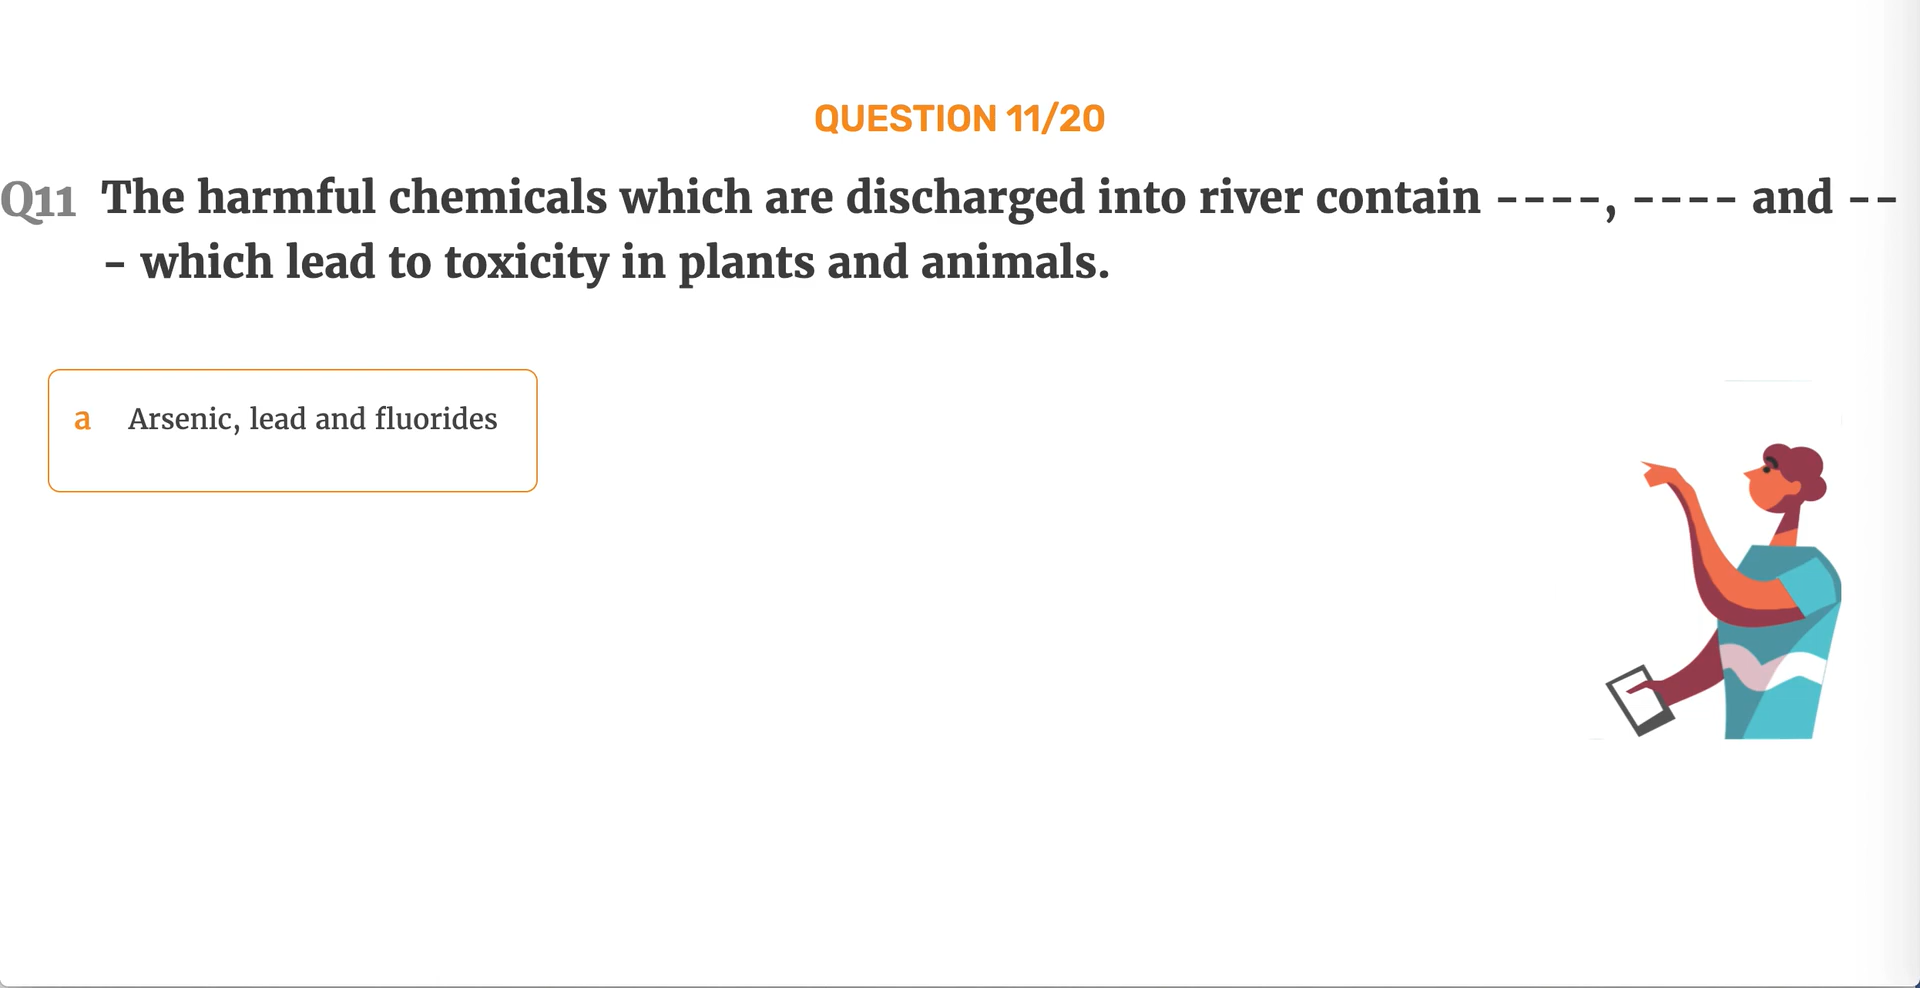 QUESTION 11/20
Q11 The harmful chemicals which are discharged into river contain ----, ---- and --
- which lead to toxicity in plants and animals.
a Arsenic, lead and fluorides